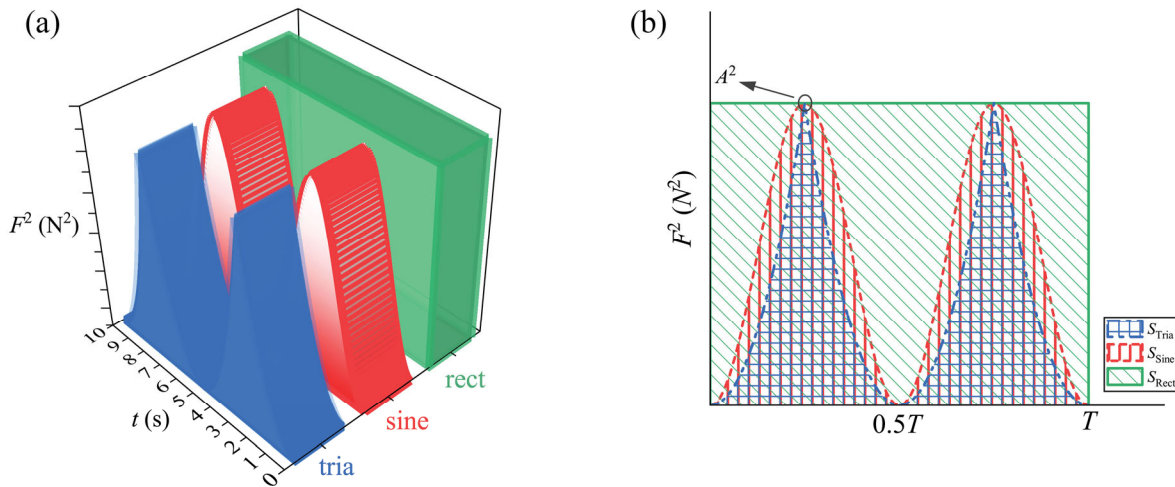 (a)
F² (N²)
10
9
8
7
6
5
4
3
2
1
0
t (s)
tria
sine
rect
(b)
A²
F² (N²)
0.5T
T
S_Tria
S_Sine
S_Rect